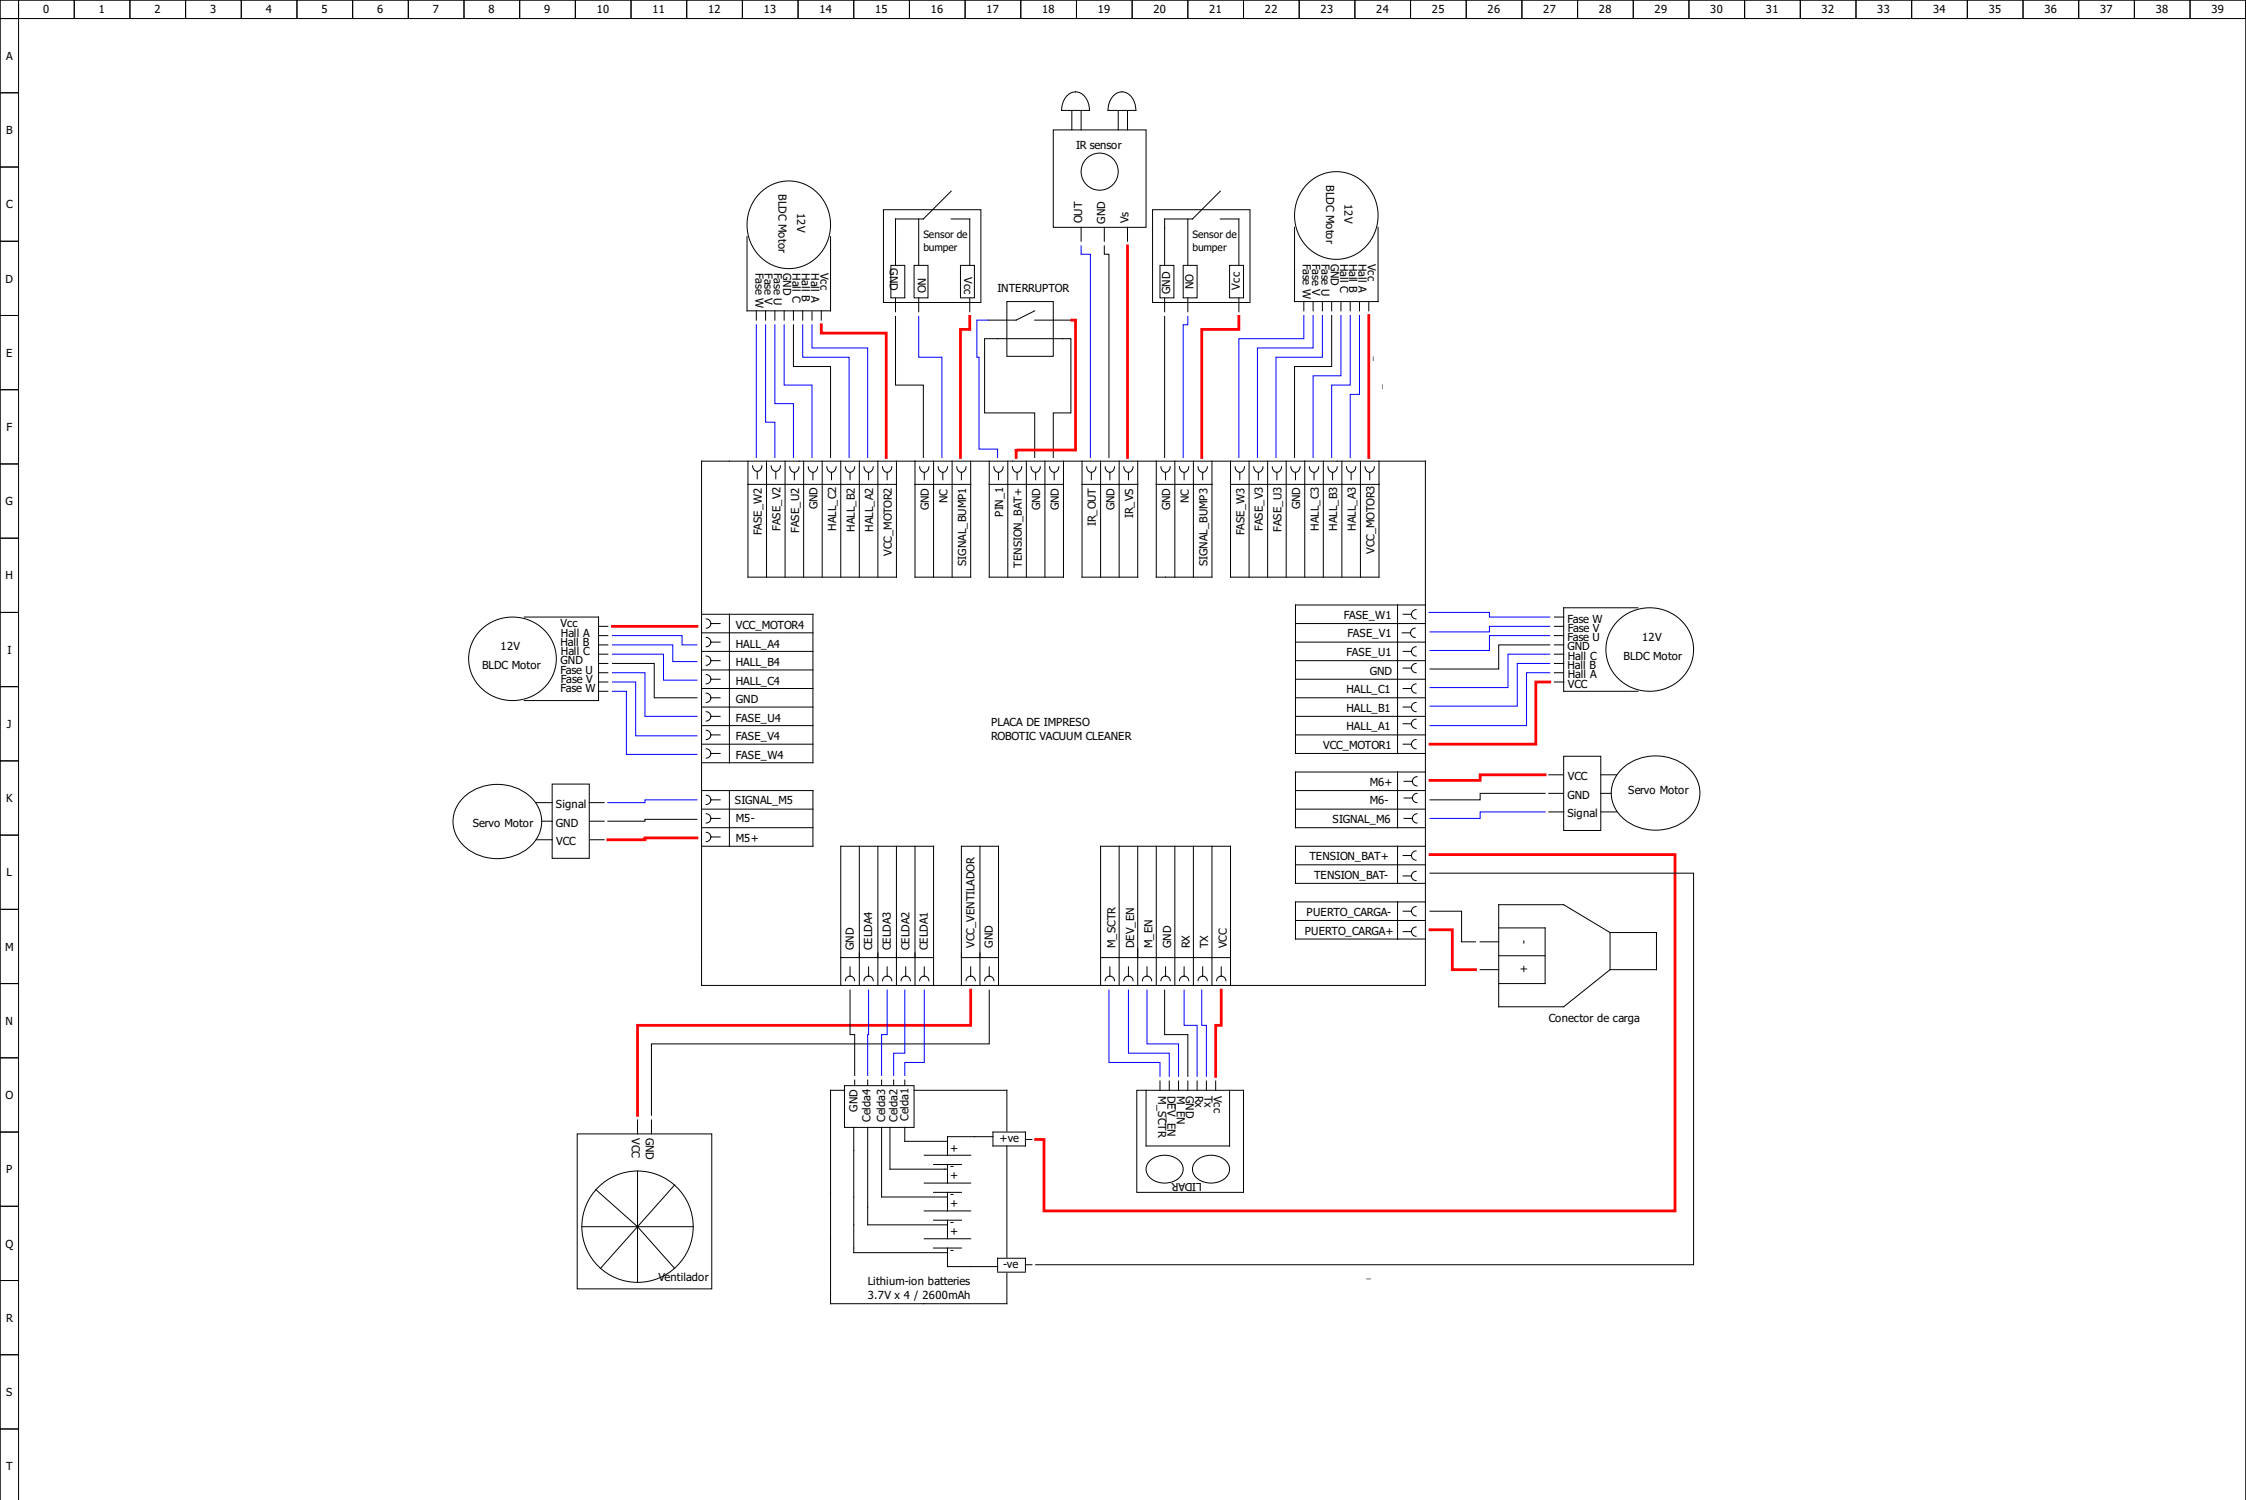 0 1 2 3 4 5 6 7 8 9 10 11 12 13 14 15 16 17 18 19 20 21 22 23 24 25 26 27 28 29 30 31 32 33 34 35 36 37 38 39
A
B
C
D
E
F
G
H
I
J
K
L
M
N
O
P
Q
R
S
T
IR sensor
OUT
GND
Vs
12V
BLDC Motor
Fase W
Fase V
Fase U
GND
Hall C
Hall B
Hall A
Vcc
Sensor de
bumper
GND
NO
Vcc
INTERRUPTOR
Sensor de
bumper
GND
NO
Vcc
12V
BLDC Motor
Fase W
Fase V
Fase U
GND
Hall C
Hall B
Hall A
Vcc
FASE_W2
FASE_V2
FASE_U2
GND
HALL_C2
HALL_B2
HALL_A2
VCC_MOTOR2
GND
NC
SIGNAL_BUMP1
PIN_1
TENSION_BAT+
GND
GND
IR_OUT
GND
IR_VS
GND
NC
SIGNAL_BUMP3
FASE_W3
FASE_V3
FASE_U3
GND
HALL_C3
HALL_B3
HALL_A3
VCC_MOTOR3
12V
BLDC Motor
Vcc
Hall A
Hall B
Hall C
GND
Fase U
Fase V
Fase W
VCC_MOTOR4
HALL_A4
HALL_B4
HALL_C4
GND
FASE_U4
FASE_V4
FASE_W4
PLACA DE IMPRESO
ROBOTIC VACUUM CLEANER
FASE_W1
FASE_V1
FASE_U1
GND
HALL_C1
HALL_B1
HALL_A1
VCC_MOTOR1
Fase W
Fase V
Fase U
GND
Hall C
Hall B
Hall A
VCC
12V
BLDC Motor
Servo Motor
Signal
GND
VCC
SIGNAL_M5
M5-
M5+
M6+
M6-
SIGNAL_M6
VCC
GND
Signal
Servo Motor
TENSION_BAT+
TENSION_BAT-
PUERTO_CARGA-
PUERTO_CARGA+
-
+
Conector de carga
GND
CELDA4
CELDA3
CELDA2
CELDA1
VCC_VENTILADOR
GND
M_SCTR
DEV_EN
M_EN
GND
RX
TX
VCC
VCC
GND
Ventilador
GND
Celda4
Celda3
Celda2
Celda1
+ve
+
-
+
-
+
-
+
-
-ve
Lithium-ion batteries
3.7V x 4 / 2600mAh
M_SCTR
DEV_EN
M_EN
GND
Rx
Tx
Vcc
LIDAR